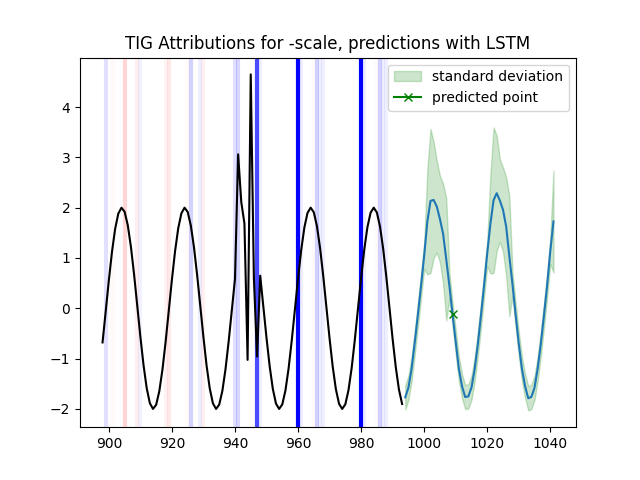 TIG Attributions for -scale, predictions with LSTM
standard deviation
predicted point
4
3
2
1
0
−1
−2
900 920 940 960 980 1000 1020 1040